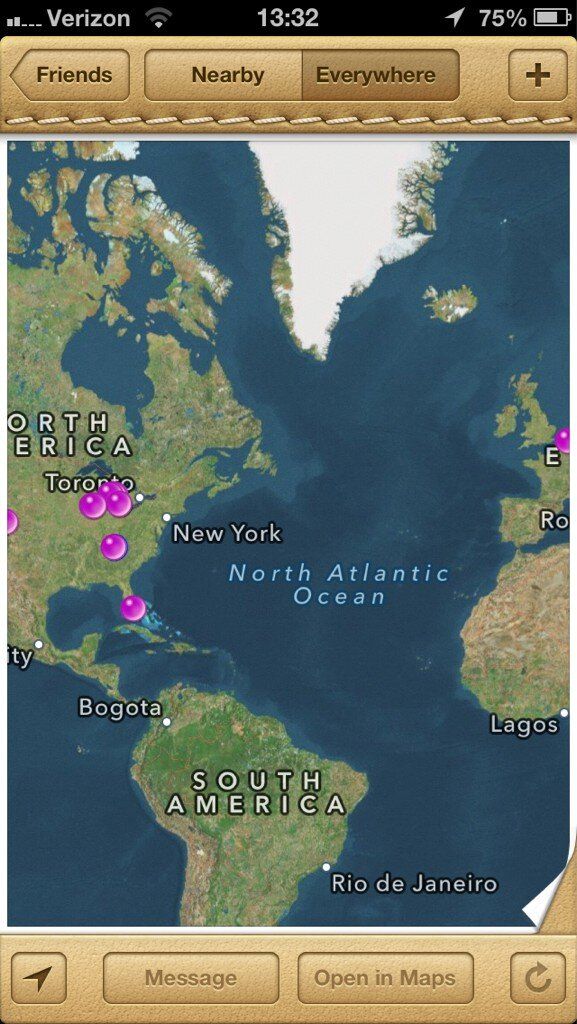 Verizon 13:32 75%
Friends Nearby Everywhere +
ORTH
ERICA
Toronto
E
New York
Ro
North Atlantic
Ocean
ity
Bogota
Lagos
SOUTH
AMERICA
Rio de Janeiro
Message Open in Maps